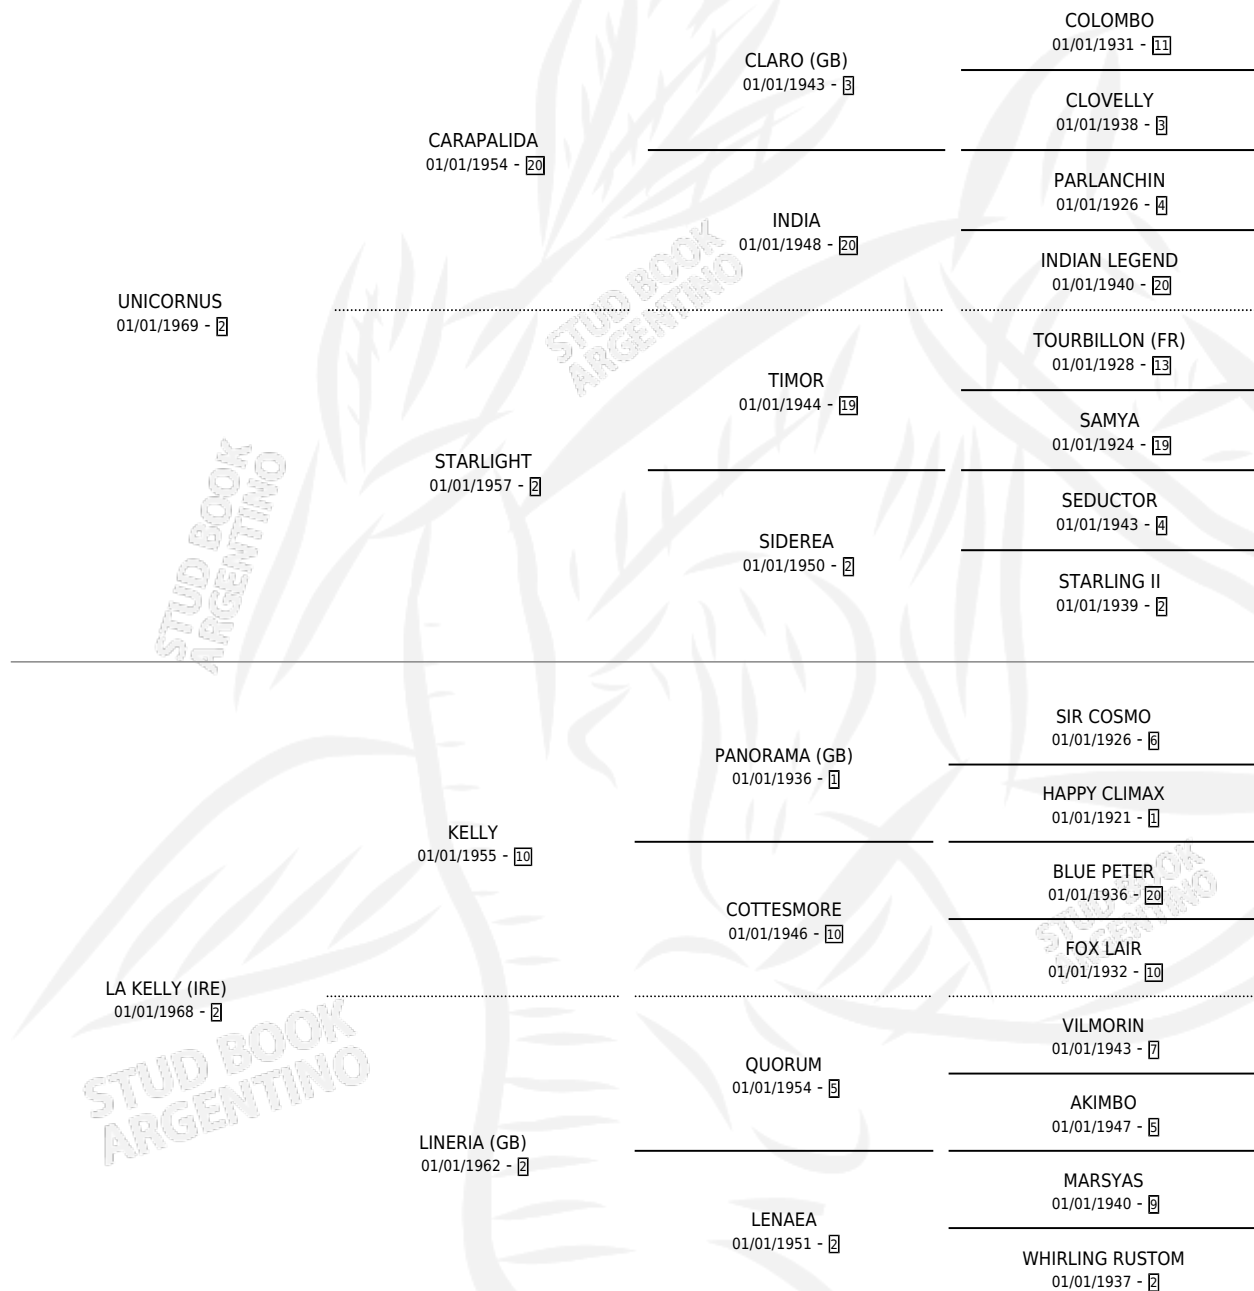 COLOMBO
01/01/1931 - 11
CLARO (GB)
01/01/1943 - 3
CLOVELLY
01/01/1938 - 3
CARAPALIDA
01/01/1954 - 20
PARLANCHIN
01/01/1926 - 4
INDIA
01/01/1948 - 20
INDIAN LEGEND
01/01/1940 - 20
UNICORNUS
01/01/1969 - 2
TOURBILLON (FR)
01/01/1928 - 13
TIMOR
01/01/1944 - 19
SAMYA
01/01/1924 - 19
STARLIGHT
01/01/1957 - 2
SEDUCTOR
01/01/1943 - 4
SIDEREA
01/01/1950 - 2
STARLING II
01/01/1939 - 2
SIR COSMO
01/01/1926 - 6
PANORAMA (GB)
01/01/1936 - 1
HAPPY CLIMAX
01/01/1921 - 1
KELLY
01/01/1955 - 10
BLUE PETER
01/01/1936 - 20
COTTESMORE
01/01/1946 - 10
FOX LAIR
01/01/1932 - 10
LA KELLY (IRE)
01/01/1968 - 2
VILMORIN
01/01/1943 - 7
QUORUM
01/01/1954 - 5
AKIMBO
01/01/1947 - 5
LINERIA (GB)
01/01/1962 - 2
MARSYAS
01/01/1940 - 9
LENAEA
01/01/1951 - 2
WHIRLING RUSTOM
01/01/1937 - 2
STUD BOOK
ARGENTINO
STUD BOOK
ARGENTINO
STUD BOOK
ARGENTINO
STUD BOOK
ARGENTINO